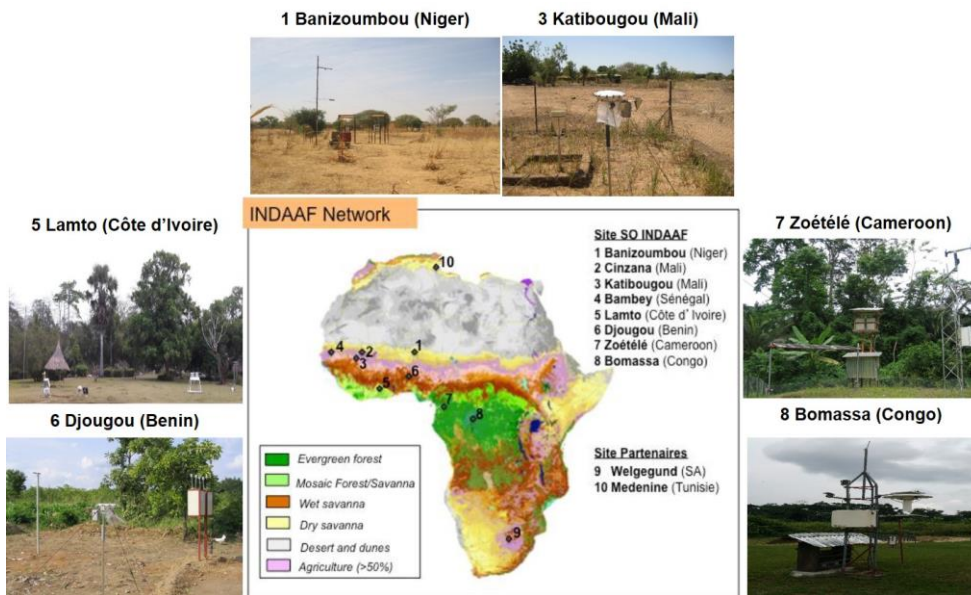 1 Banizoumbou (Niger)
3 Katibougou (Mali)
5 Lamto (Côte d'Ivoire)
INDAAF Network
7 Zoétélé (Cameroon)
Site SO INDAAF
1 Banizoumbou (Niger)
2 Cinzana (Mali)
3 Katibougou (Mali)
4 Bambey (Sénégal)
5 Lamto (Côte d' Ivoire)
6 Djougou (Benin)
7 Zoétélé (Cameroon)
8 Bomassa (Congo)
10
4
2
1
3
6
5
7
8
9
6 Djougou (Benin)
8 Bomassa (Congo)
Site Partenaires
9 Welgegund (SA)
10 Medenine (Tunisie)
Evergreen forest
Mosaic Forest/Savanna
Wet savanna
Dry savanna
Desert and dunes
Agriculture (>50%)